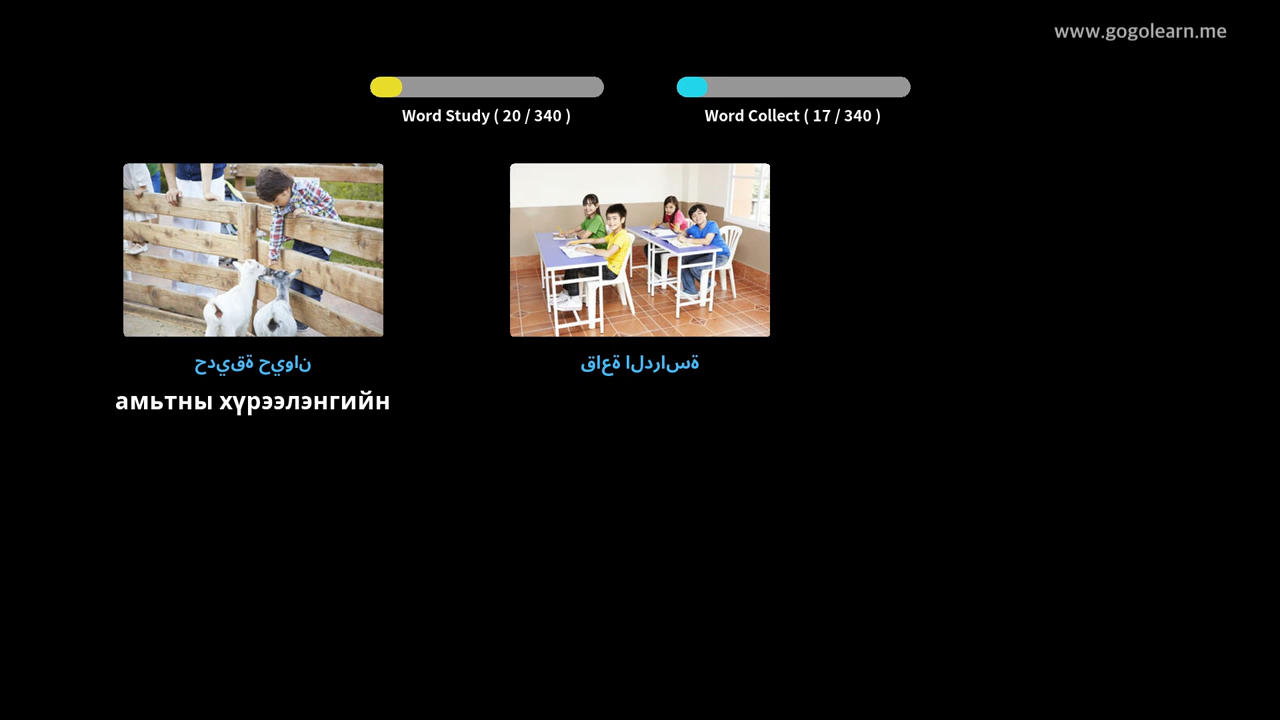 www.gogolearn.me
Word Study ( 20 / 340 )
Word Collect ( 17 / 340 )
حديقة حيوان
амьтны хүрээлэнгийн
قاعة الدراسة